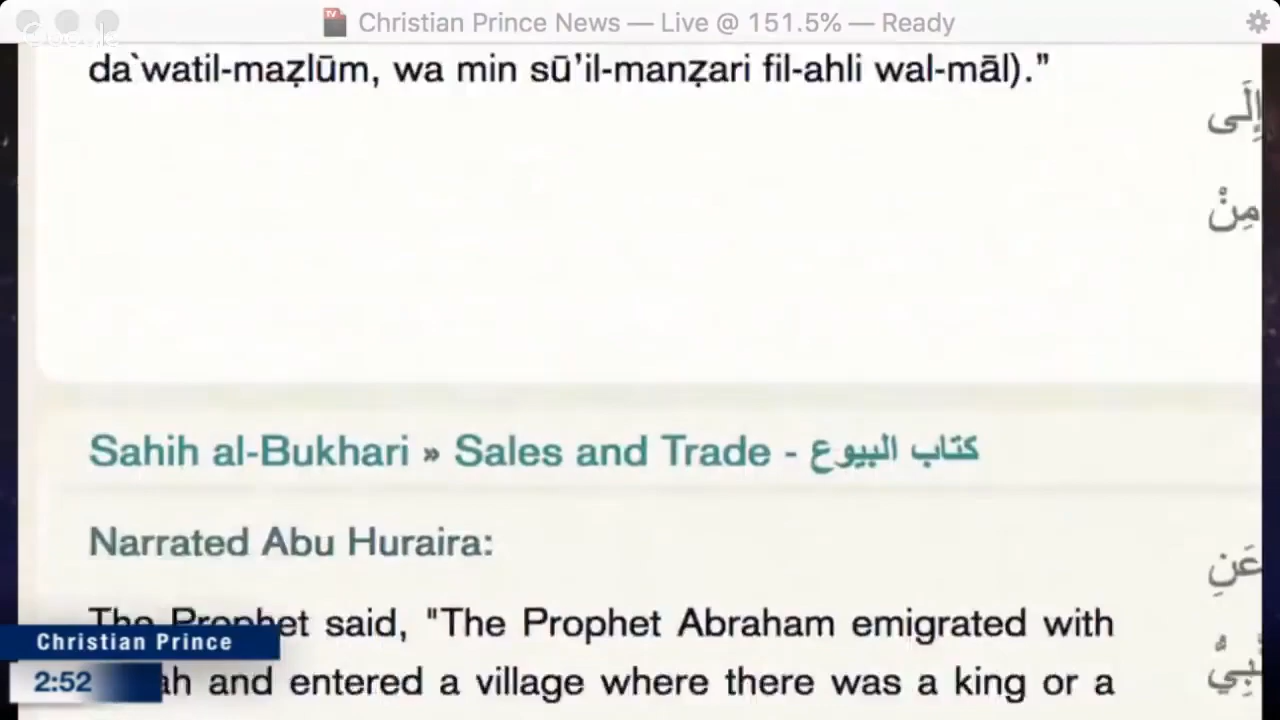 Christian Prince News — Live @ 151.5% — Ready
Google
da`watil-maẓlūm, wa min sū’il-manẓari fil-ahli wal-māl).”
إِلَى
مِنْ
Sahih al-Bukhari » Sales and Trade - كتاب البيوع
Narrated Abu Huraira:
عَنِ
The Prophet said, "The Prophet Abraham emigrated with
Christian Prince
ah and entered a village where there was a king or a
2:52